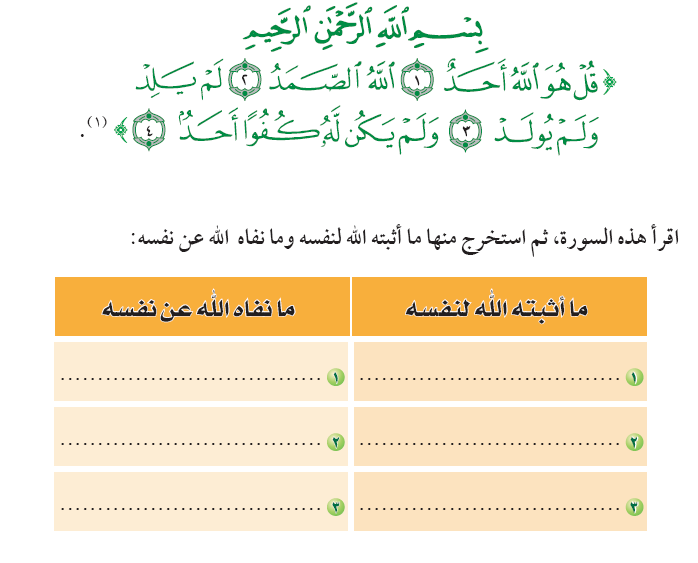 بِسْمِ ٱللَّهِ ٱلرَّحْمَٰنِ ٱلرَّحِيمِ
﴿ قُلْ هُوَ ٱللَّهُ أَحَدٌ ١ ٱللَّهُ ٱلصَّمَدُ ٢ لَمْ يَلِدْ
وَلَمْ يُولَدْ ٣ وَلَمْ يَكُن لَّهُۥ كُفُوًا أَحَدٌۢ ٤ ﴾ (١).
اقرأ هذه السورة، ثم استخرج منها ما أثبته الله لنفسه وما نفاه الله عن نفسه:
ما أثبته الله لنفسه ما نفاه الله عن نفسه
١ .................................... ١ ....................................
٢ .................................... ٢ ....................................
٣ .................................... ٣ ....................................